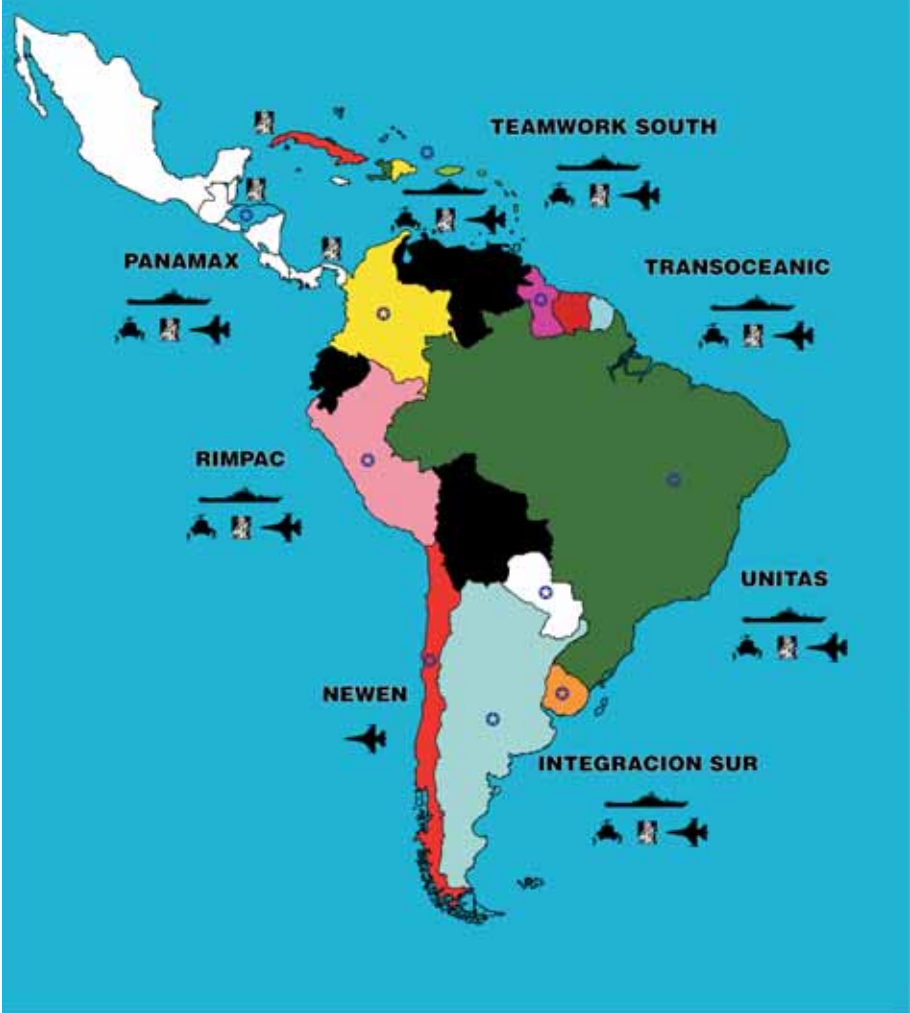 TEAMWORK SOUTH
PANAMAX
TRANSOCEANIC
RIMPAC
UNITAS
NEWEN
INTEGRACION SUR